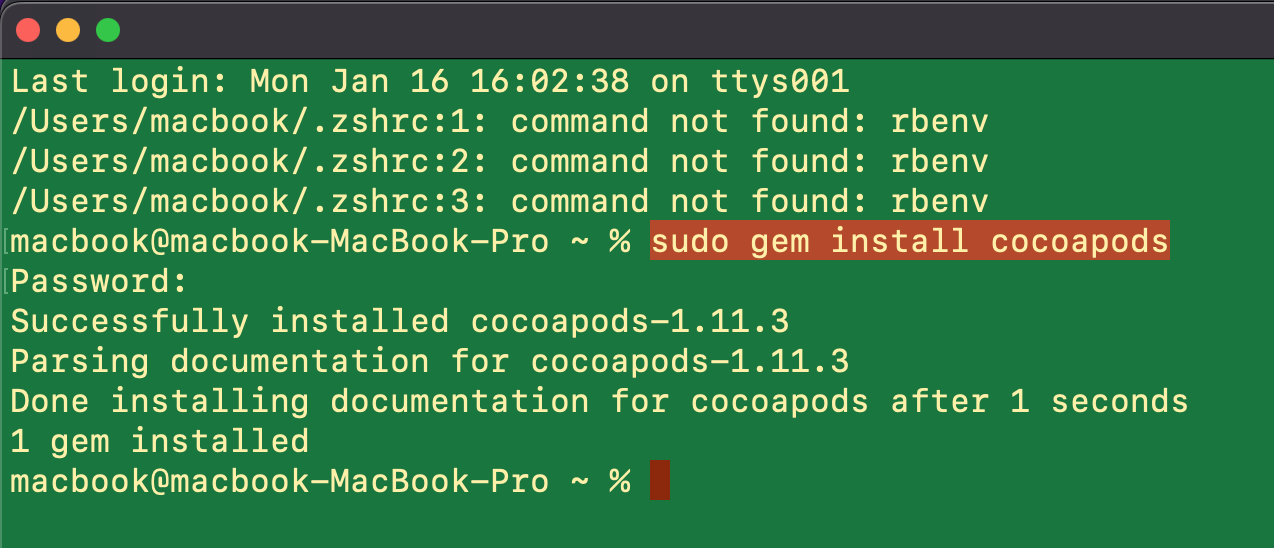 Last login: Mon Jan 16 16:02:38 on ttys001
/Users/macbook/.zshrc:1: command not found: rbenv
/Users/macbook/.zshrc:2: command not found: rbenv
/Users/macbook/.zshrc:3: command not found: rbenv
macbook@macbook-MacBook-Pro ~ % sudo gem install cocoapods
Password:
Successfully installed cocoapods-1.11.3
Parsing documentation for cocoapods-1.11.3
Done installing documentation for cocoapods after 1 seconds
1 gem installed
macbook@macbook-MacBook-Pro ~ %